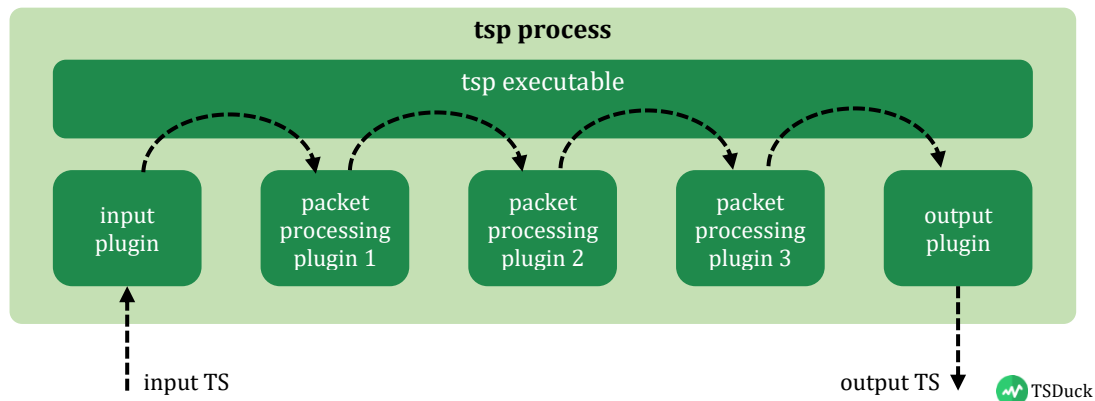 tsp process
tsp executable
input
plugin
packet
processing
plugin 1
packet
processing
plugin 2
packet
processing
plugin 3
output
plugin
input TS
output TS
TSDuck